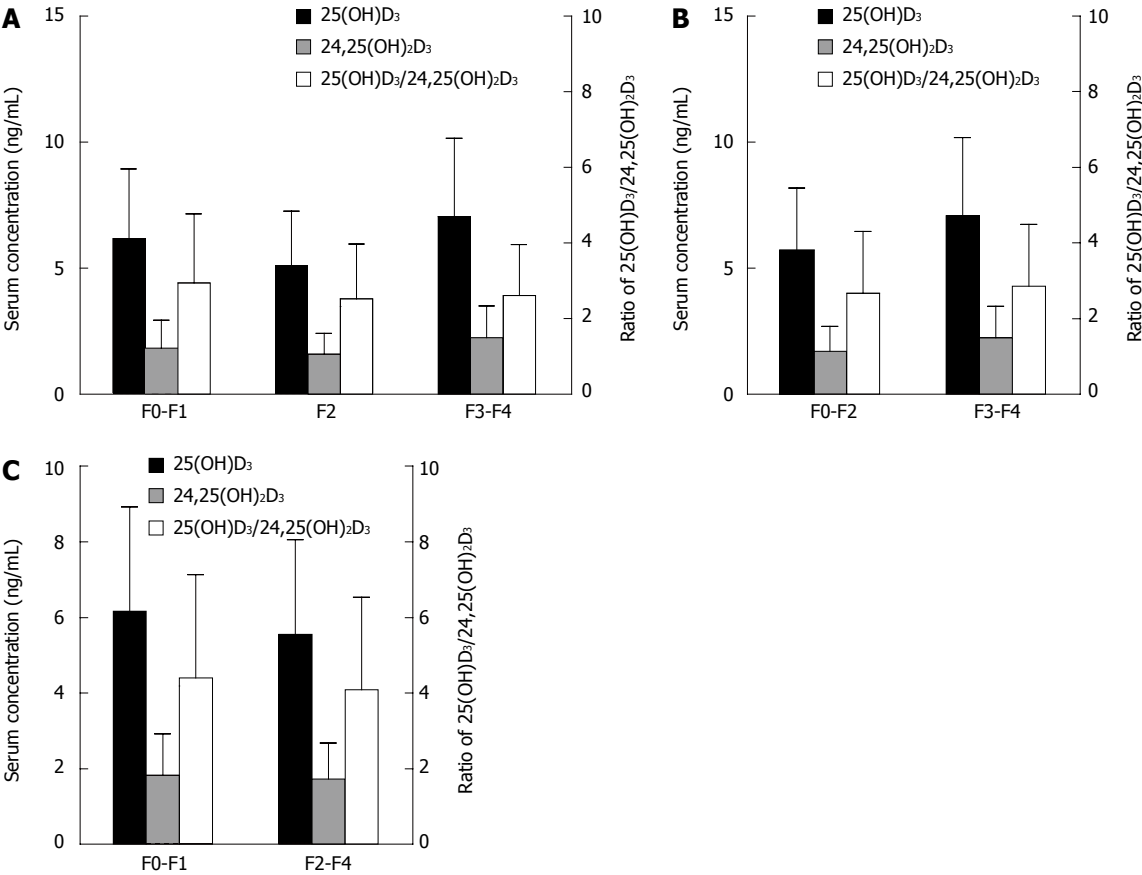 A
25(OH)D₃
24,25(OH)₂D₃
25(OH)D₃/24,25(OH)₂D₃
Serum concentration (ng/mL)
15
10
5
0
Ratio of 25(OH)D₃/24,25(OH)₂D₃
10
8
6
4
2
0
F0-F1 F2 F3-F4
B
25(OH)D₃
24,25(OH)₂D₃
25(OH)D₃/24,25(OH)₂D₃
Serum concentration (ng/mL)
15
10
5
0
Ratio of 25(OH)D₃/24,25(OH)₂D₃
10
8
6
4
2
0
F0-F2 F3-F4
C
25(OH)D₃
24,25(OH)₂D₃
25(OH)D₃/24,25(OH)₂D₃
Serum concentration (ng/mL)
10
8
6
4
2
0
Ratio of 25(OH)D₃/24,25(OH)₂D₃
10
8
6
4
2
0
F0-F1 F2-F4